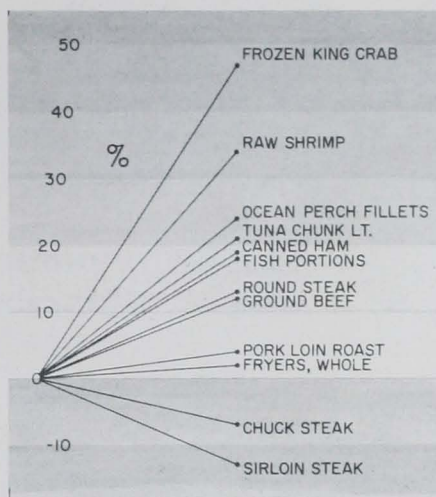 50
FROZEN KING CRAB
40
%
RAW SHRIMP
30
OCEAN PERCH FILLETS
TUNA CHUNK LT.
20
CANNED HAM
FISH PORTIONS
ROUND STEAK
10
GROUND BEEF
PORK LOIN ROAST
FRYERS, WHOLE
0
CHUCK STEAK
-10
SIRLOIN STEAK